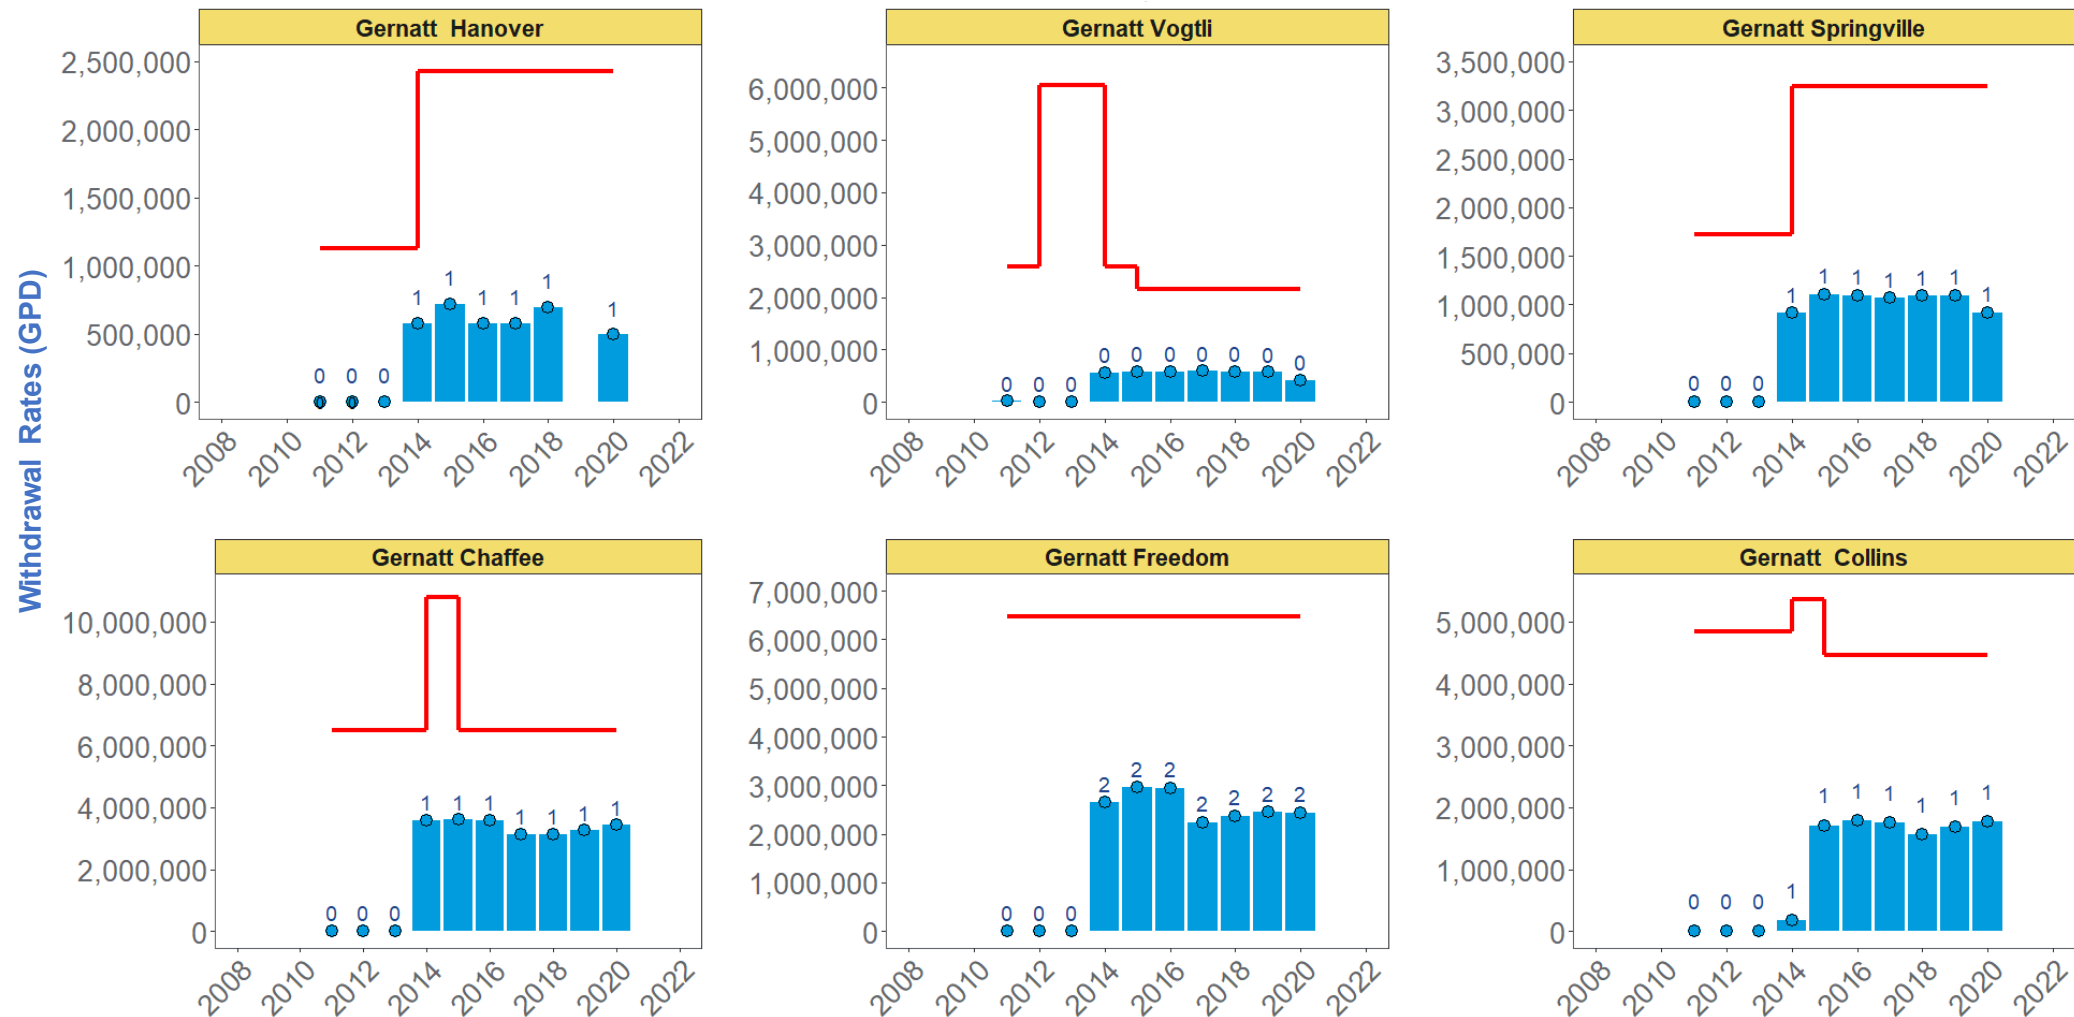 Withdrawal Rates (GPD)
Gernatt Hanover
2,500,000
2,000,000
1,500,000
1,000,000
500,000
0
0 0 0 1 1 1 1 1 1
2008 2010 2012 2014 2016 2018 2020 2022
Gernatt Vogtli
6,000,000
5,000,000
4,000,000
3,000,000
2,000,000
1,000,000
0
0 0 0 0 0 0 0 0 0 0
2008 2010 2012 2014 2016 2018 2020 2022
Gernatt Springville
3,500,000
3,000,000
2,500,000
2,000,000
1,500,000
1,000,000
500,000
0
0 0 0 1 1 1 1 1 1 1
2008 2010 2012 2014 2016 2018 2020 2022
Gernatt Chaffee
10,000,000
8,000,000
6,000,000
4,000,000
2,000,000
0
0 0 0 1 1 1 1 1 1 1
2008 2010 2012 2014 2016 2018 2020 2022
Gernatt Freedom
7,000,000
6,000,000
5,000,000
4,000,000
3,000,000
2,000,000
1,000,000
0
0 0 0 2 2 2 2 2 2 2
2008 2010 2012 2014 2016 2018 2020 2022
Gernatt Collins
5,000,000
4,000,000
3,000,000
2,000,000
1,000,000
0
0 0 0 1 1 1 1 1 1 1
2008 2010 2012 2014 2016 2018 2020 2022